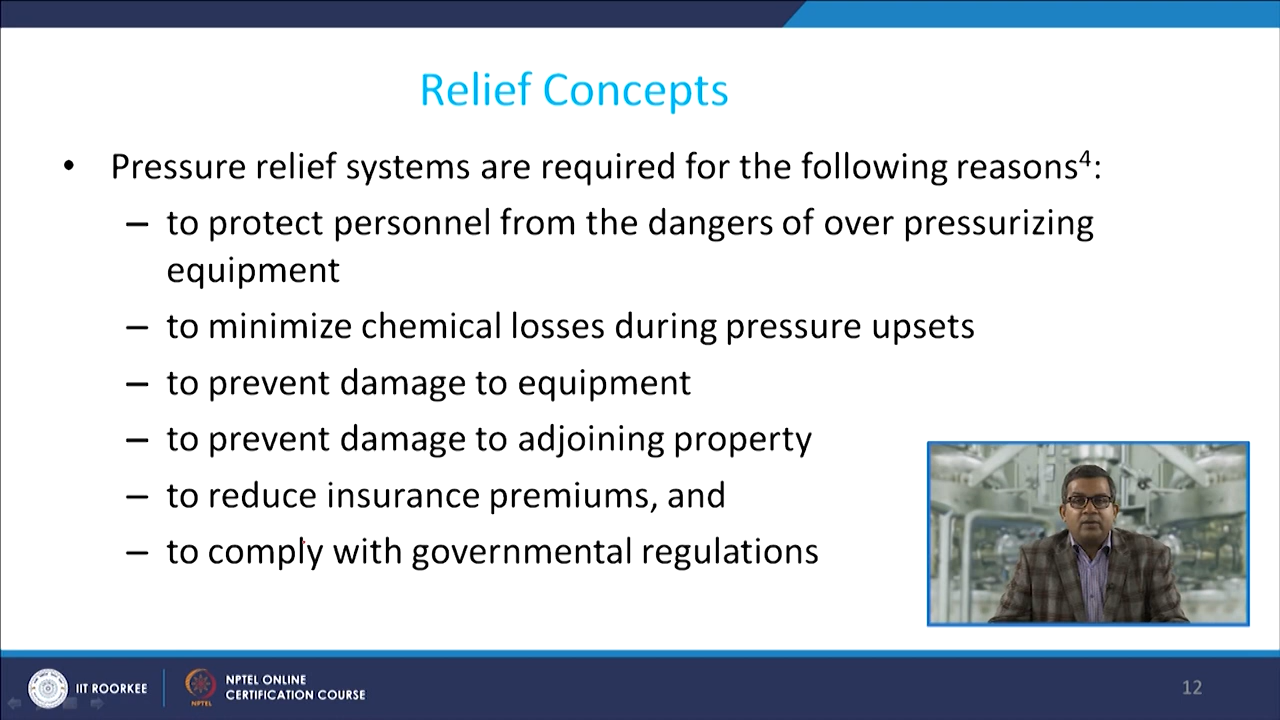 Relief Concepts
• Pressure relief systems are required for the following reasons⁴:
– to protect personnel from the dangers of over pressurizing
equipment
– to minimize chemical losses during pressure upsets
– to prevent damage to equipment
– to prevent damage to adjoining property
– to reduce insurance premiums, and
– to comply with governmental regulations
IIT ROORKEE
NPTEL
NPTEL ONLINE
CERTIFICATION COURSE
12